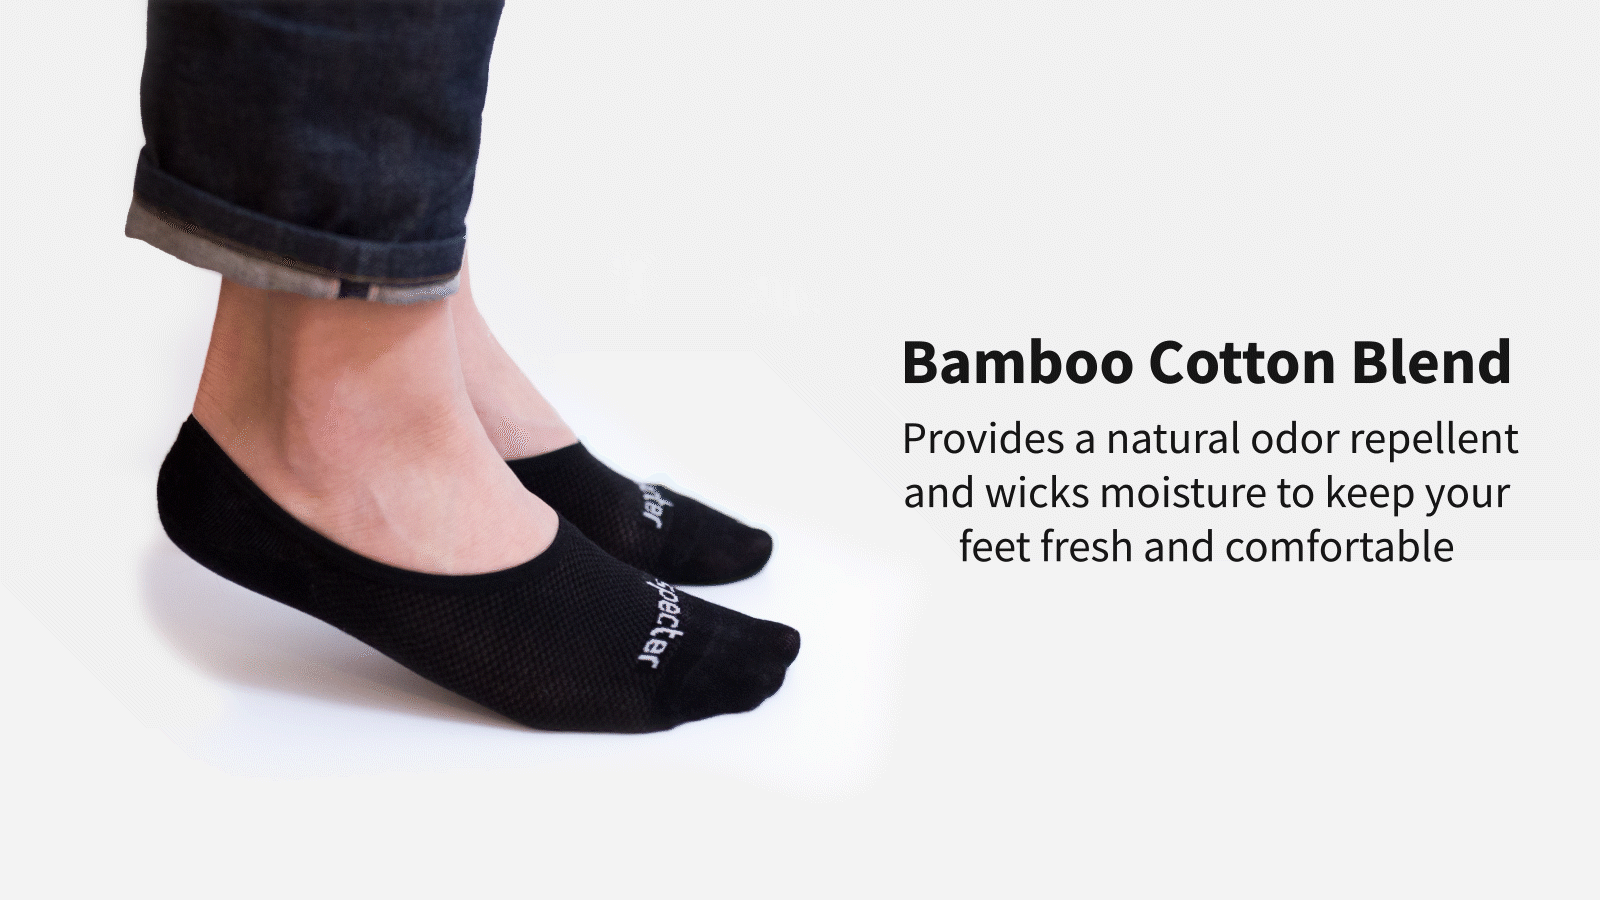 Bamboo Cotton Blend
Provides a natural odor repellent
and wicks moisture to keep your
feet fresh and comfortable
specter